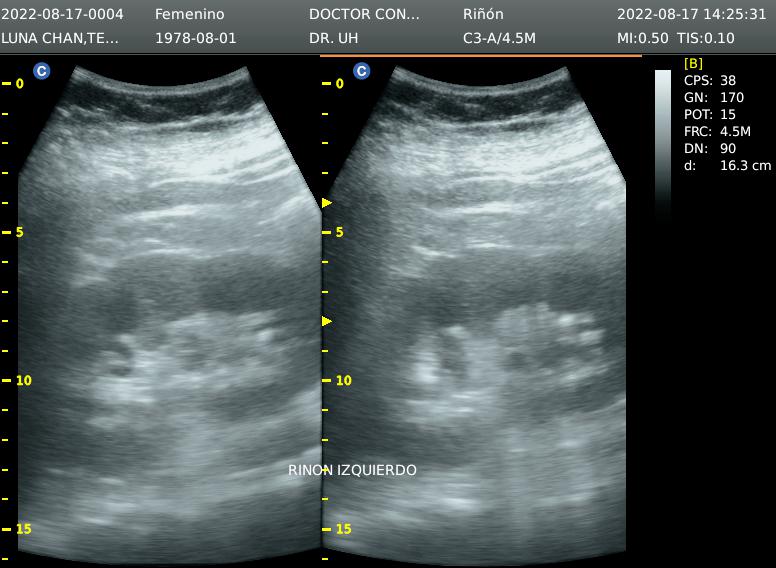 2022-08-17-0004 Femenino DOCTOR CON... Riñón 2022-08-17 14:25:31
LUNA CHAN,TE... 1978-08-01 DR. UH C3-A/4.5M MI:0.50 TIS:0.10
C C
[B]
CPS: 38
GN: 170
POT: 15
FRC: 4.5M
DN: 90
d: 16.3 cm
0 0
5 5
10 10
RINON IZQUIERDO
15 15